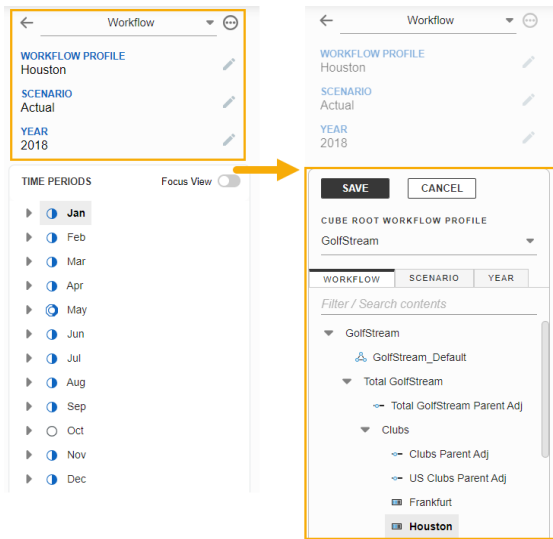 Workflow
WORKFLOW PROFILE
Houston
SCENARIO
Actual
YEAR
2018
TIME PERIODS Focus View
Jan
Feb
Mar
Apr
May
Jun
Jul
Aug
Sep
Oct
Nov
Dec
Workflow
WORKFLOW PROFILE
Houston
SCENARIO
Actual
YEAR
2018
SAVE CANCEL
CUBE ROOT WORKFLOW PROFILE
GolfStream
WORKFLOW SCENARIO YEAR
Filter / Search contents
GolfStream
GolfStream_Default
Total GolfStream
Total GolfStream Parent Adj
Clubs
Clubs Parent Adj
US Clubs Parent Adj
Frankfurt
Houston